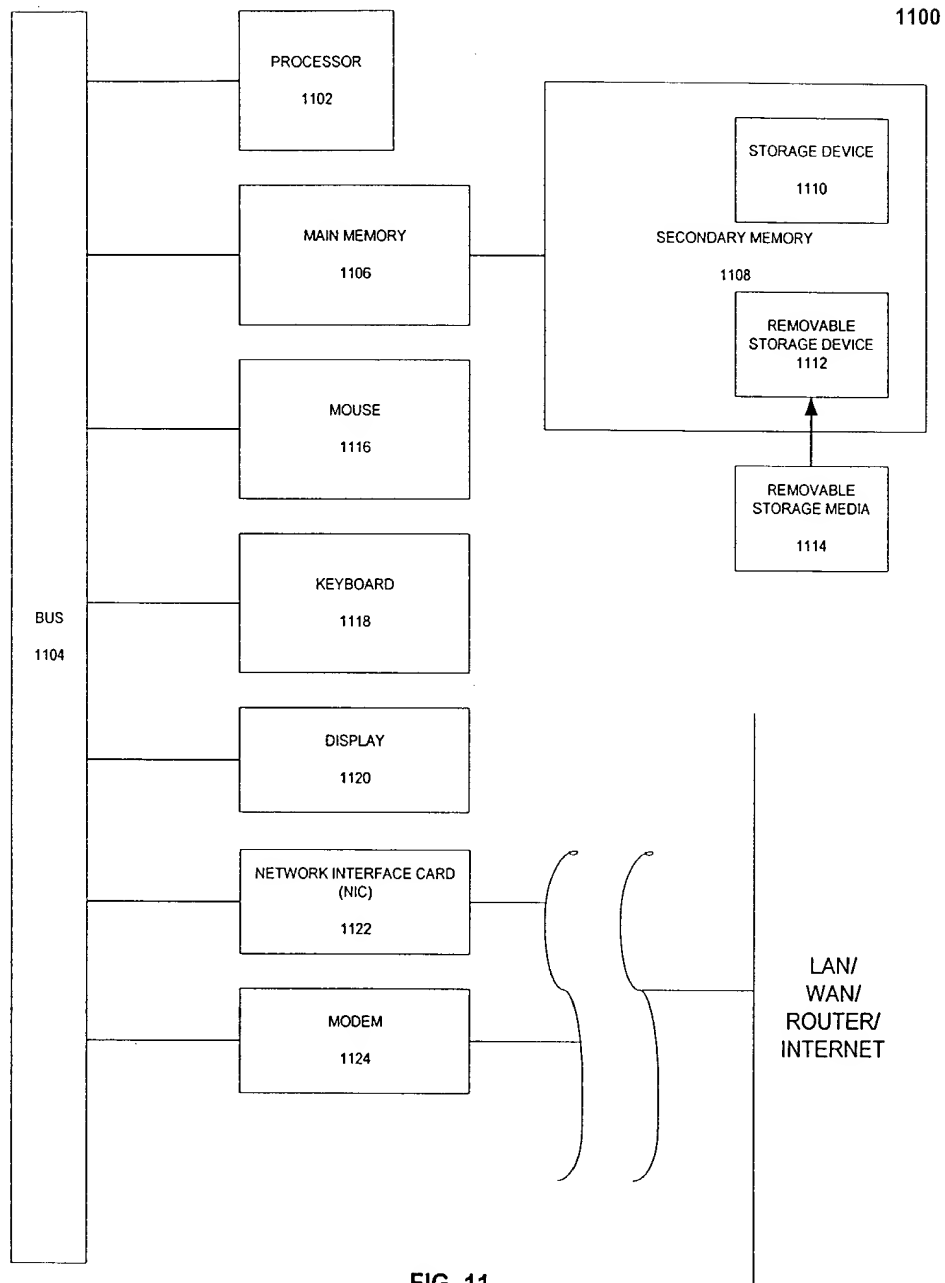 1100
PROCESSOR
1102
STORAGE DEVICE
1110
MAIN MEMORY
1106
SECONDARY MEMORY
1108
REMOVABLE
STORAGE DEVICE
1112
MOUSE
1116
REMOVABLE
STORAGE MEDIA
1114
KEYBOARD
1118
BUS
1104
DISPLAY
1120
NETWORK INTERFACE CARD
(NIC)
1122
LAN/
WAN/
ROUTER/
INTERNET
MODEM
1124
FIG. 11